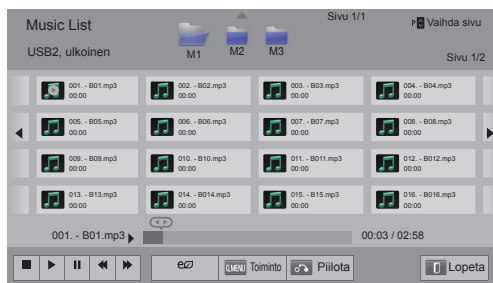 Music List
Sivu 1/1
P Vaihda sivu
USB2, ulkoinen
M1
M2
M3
Sivu 1/2
001. - B01.mp3
00:00
002. - B02.mp3
00:00
003. - B03.mp3
00:00
004. - B04.mp3
00:00
005. - B05.mp3
00:00
006. - B06.mp3
00:00
007. - B07.mp3
00:00
008. - B08.mp3
00:00
009. - B09.mp3
00:00
010. - B10.mp3
00:00
011. - B011.mp3
00:00
012. - B012.mp3
00:00
013. - B13.mp3
00:00
014. - B014.mp3
00:00
015. - B15.mp3
00:00
016. - B016.mp3
00:00
001. - B01.mp3
00:03 / 02:58
Q.MENU Toiminto
Piilota
Lopeta